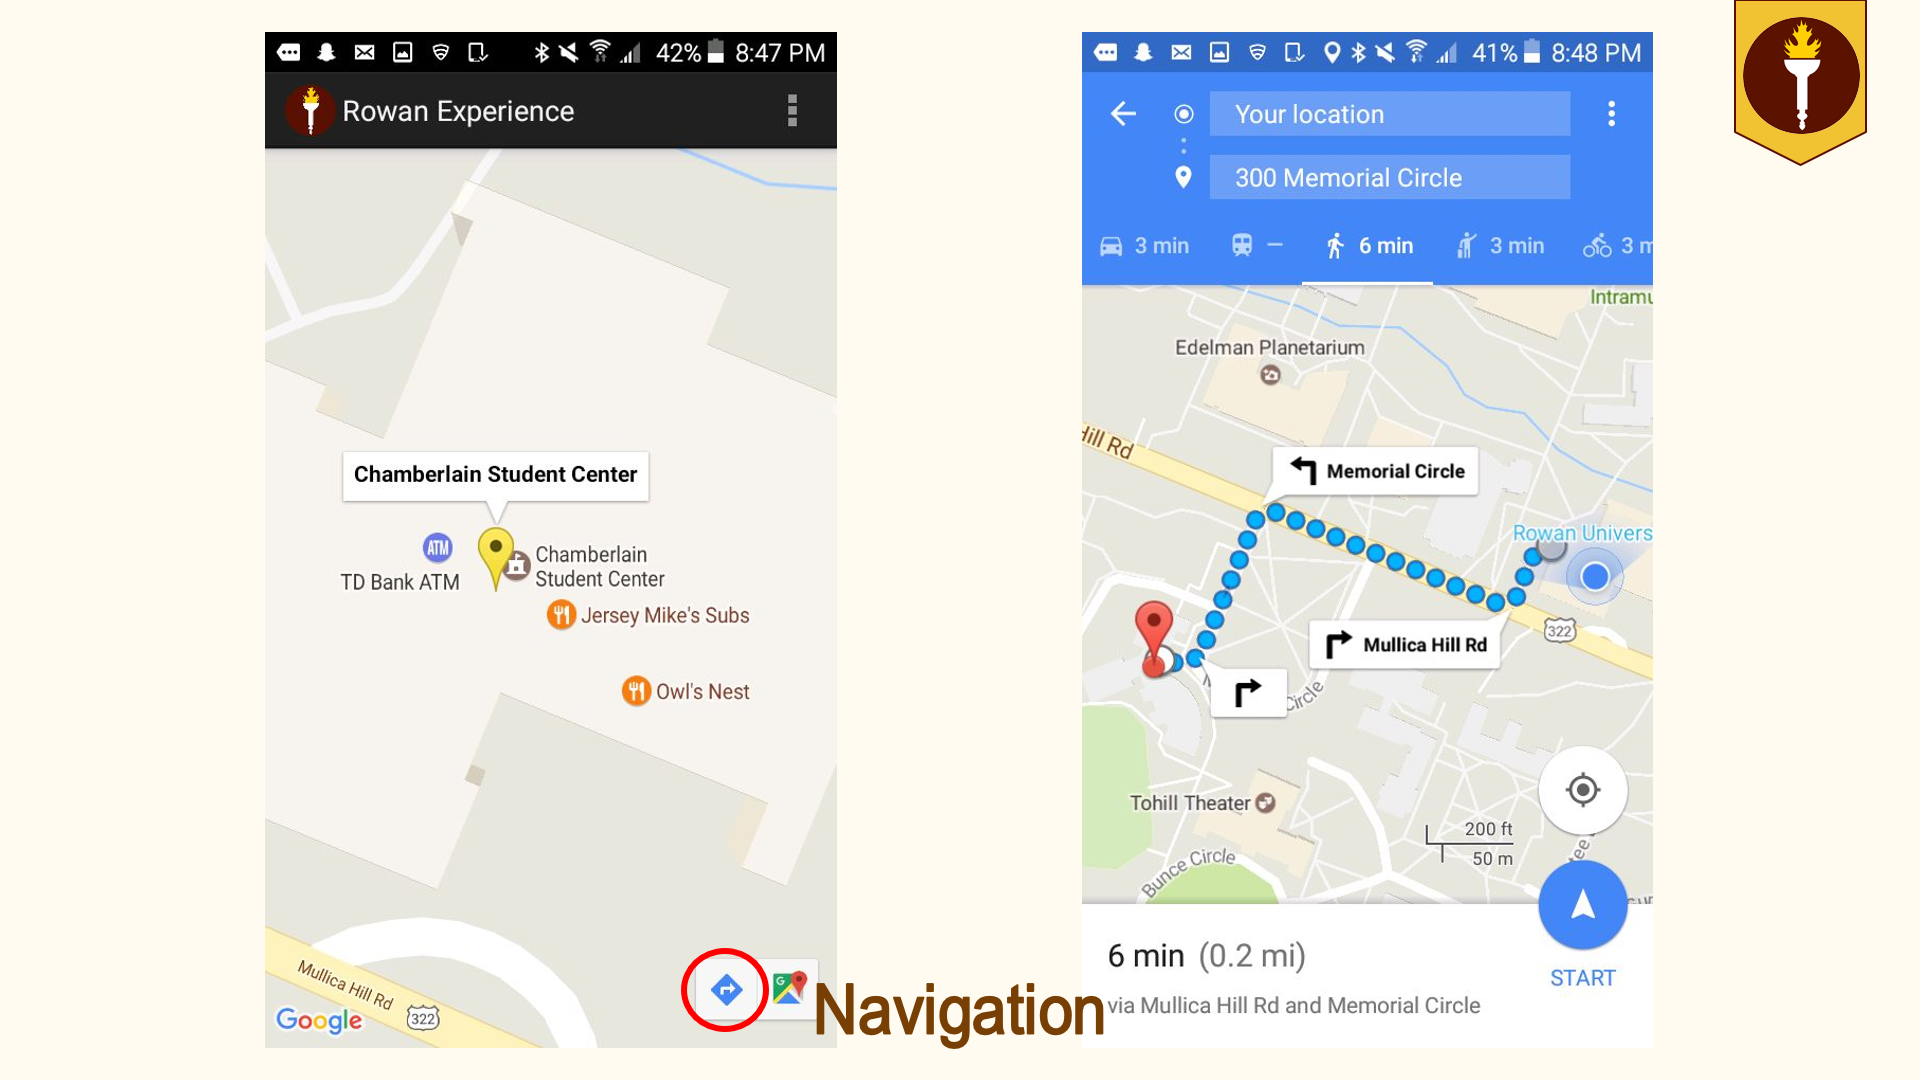 42% 8:47 PM
Rowan Experience
Chamberlain Student Center
ATM
TD Bank ATM
Chamberlain
Student Center
Jersey Mike's Subs
Owl's Nest
Mullica Hill Rd
322
Google
G
Navigation
41% 8:48 PM
Your location
300 Memorial Circle
3 min
6 min
3 min
3 m
Intramu
Edelman Planetarium
Hill Rd
Memorial Circle
Rowan Univers
322
Mullica Hill Rd
Circle
Tohill Theater
200 ft
50 m
Bunce Circle
6 min (0.2 mi)
START
via Mullica Hill Rd and Memorial Circle